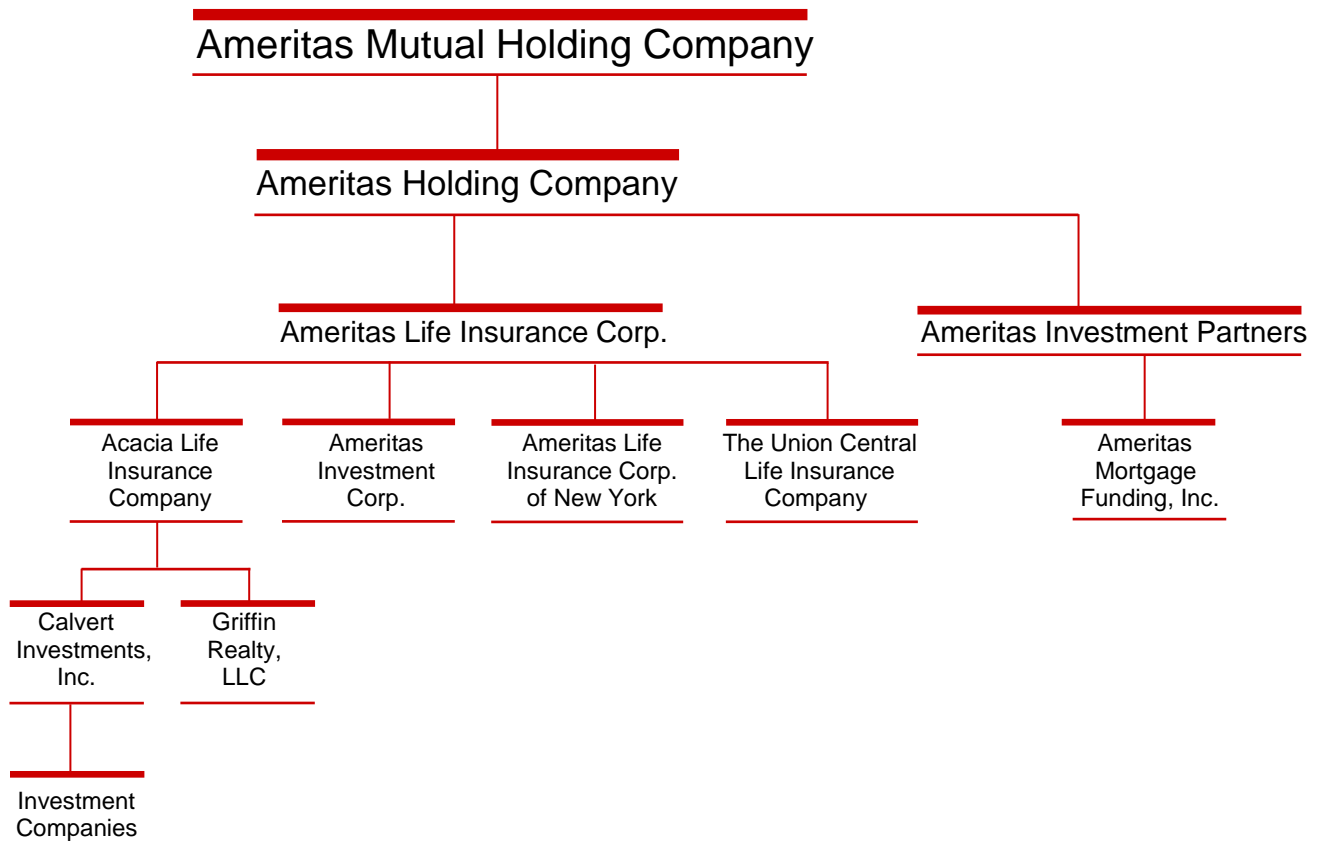 Ameritas Mutual Holding Company
Ameritas Holding Company
Ameritas Life Insurance Corp.
Ameritas Investment Partners
Acacia Life
Insurance
Company
Ameritas
Investment
Corp.
Ameritas Life
Insurance Corp.
of New York
The Union Central
Life Insurance
Company
Ameritas
Mortgage
Funding, Inc.
Calvert
Investments,
Inc.
Griffin
Realty,
LLC
Investment
Companies